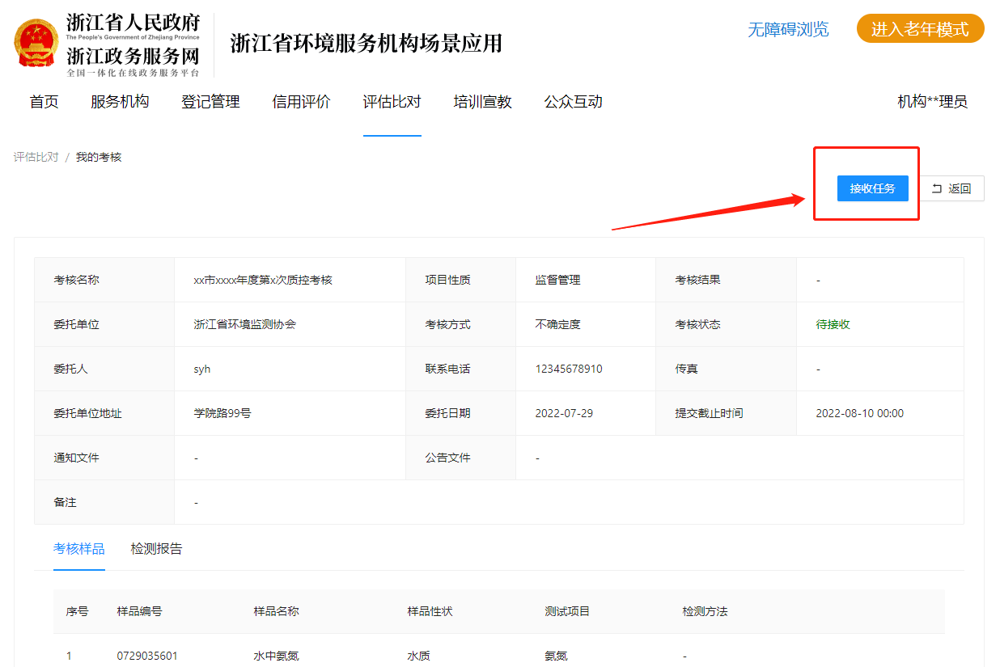 浙江省人民政府
The People's Government of Zhejiang Province
浙江政务服务网
全国一体化在线政务服务平台
浙江省环境服务机构场景应用
无障碍浏览
进入老年模式
首页 服务机构 登记管理 信用评价 评估比对 培训宣教 公众互动 机构**理员
评估比对 / 我的考核
接收任务 返回
考核名称 xx市xxxx年度第x次质控考核 项目性质 监督管理 考核结果 -
委托单位 浙江省环境监测协会 考核方式 不确定度 考核状态 待接收
委托人 syh 联系电话 12345678910 传真 -
委托单位地址 学院路99号 委托日期 2022-07-29 提交截止时间 2022-08-10 00:00
通知文件 - 公告文件 -
备注 -
考核样品 检测报告
序号 样品编号 样品名称 样品性状 测试项目 检测方法
1 0729035601 水中氨氮 水质 氨氮 -